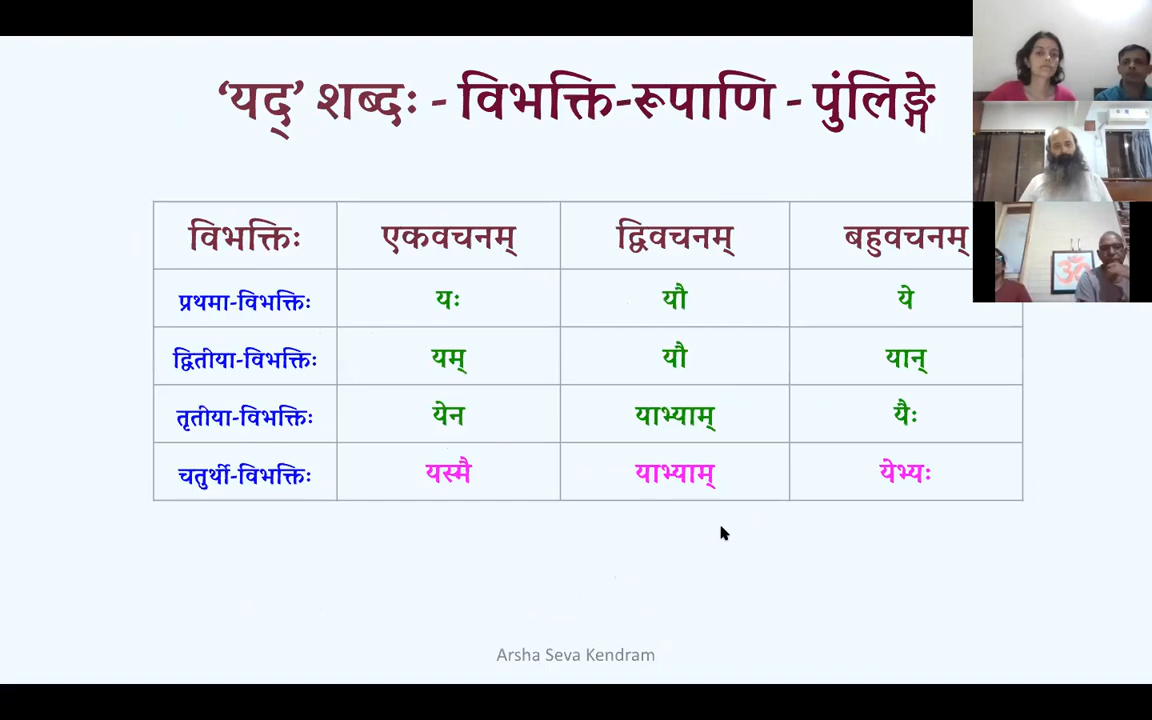 ‘यद्’ शब्दः - विभक्ति-रूपाणि - पुंलिङ्गे
विभक्तिः एकवचनम् द्विवचनम् बहुवचनम्
प्रथमा-विभक्तिः यः यौ ये
द्वितीया-विभक्तिः यम् यौ यान्
तृतीया-विभक्तिः येन याभ्याम् यैः
चतुर्थी-विभक्तिः यस्मै याभ्याम् येभ्यः
Arsha Seva Kendram
ॐ